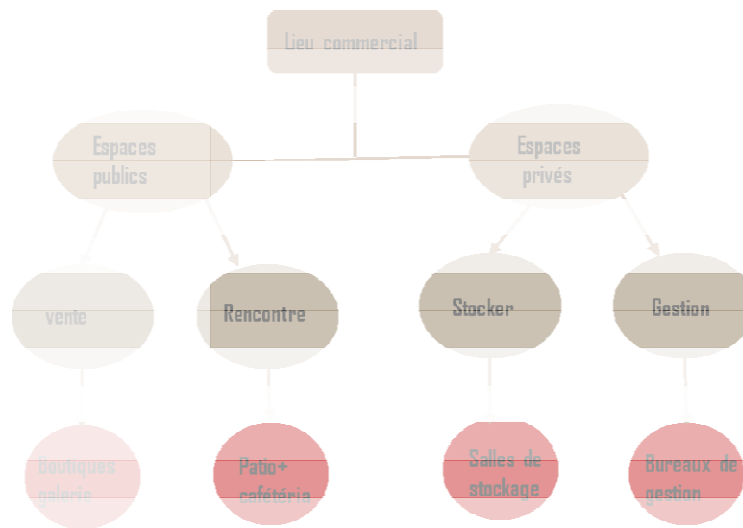 Lieu commercial
Espaces
publics
Espaces
privés
vente
Rencontre
Stocker
Gestion
Boutiques
galerie
Patio+
cafétéria
Salles de
stockage
Bureaux de
gestion